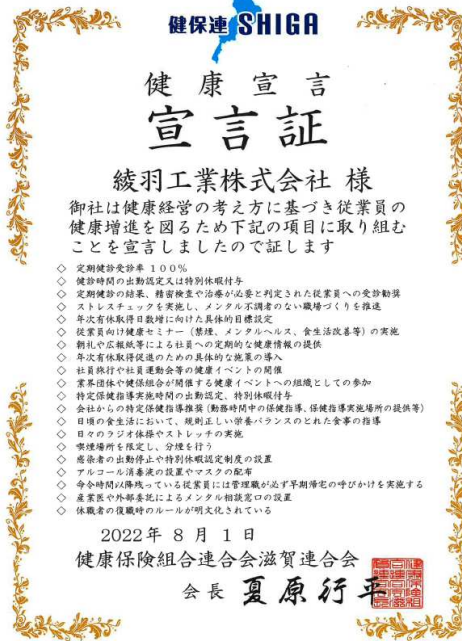 健保連 SHIGA
健康宣言
宣言証
綾羽工業株式会社 様
御社は健康経営の考え方に基づき従業員の
健康増進を図るため下記の項目に取り組む
ことを宣言しましたので証します
◇ 定期健診受診率100%
◇ 健診時間の出勤認定又は特別休暇付与
◇ 定期健診の結果、精密検査や治療が必要と判定された従業員への受診勧奨
◇ ストレスチェックを実施し、メンタル不調者のない職場づくりを推進
◇ 年次有休取得日数増に向けた具体的目標設定
◇ 従業員向け健康セミナー(禁煙、メンタルヘルス、食生活改善等)の実施
◇ 朝礼や広報紙等による社員への定期的な健康情報の提供
◇ 年次有休取得促進のための具体的な施策の導入
◇ 社員旅行や社員運動会等の健康イベントの開催
◇ 業界団体や健保組合が開催する健康イベントへの組織としての参加
◇ 特定保健指導実施時間の出勤認定、特別休暇付与
◇ 会社からの特定保健指導推奨(勤務時間中の保健指導、保健指導実施場所の提供等)
◇ 日頃の食生活において、規則正しい栄養バランスのとれた食事の指導
◇ 日々のラジオ体操やストレッチの実施
◇ 喫煙場所を限定し、分煙を行う
◇ 感染者の出勤停止や特別休暇認定制度の設置
◇ アルコール消毒液の設置やマスクの配布
◇ 命令時間以降残っている従業員には管理職が必ず早期帰宅の呼びかけを実施する
◇ 産業医や外部委託によるメンタル相談窓口の設置
◇ 休職者の復職時のルールが明文化されている
2022年8月1日
健康保険組合連合会滋賀連合会
会長 夏原行平